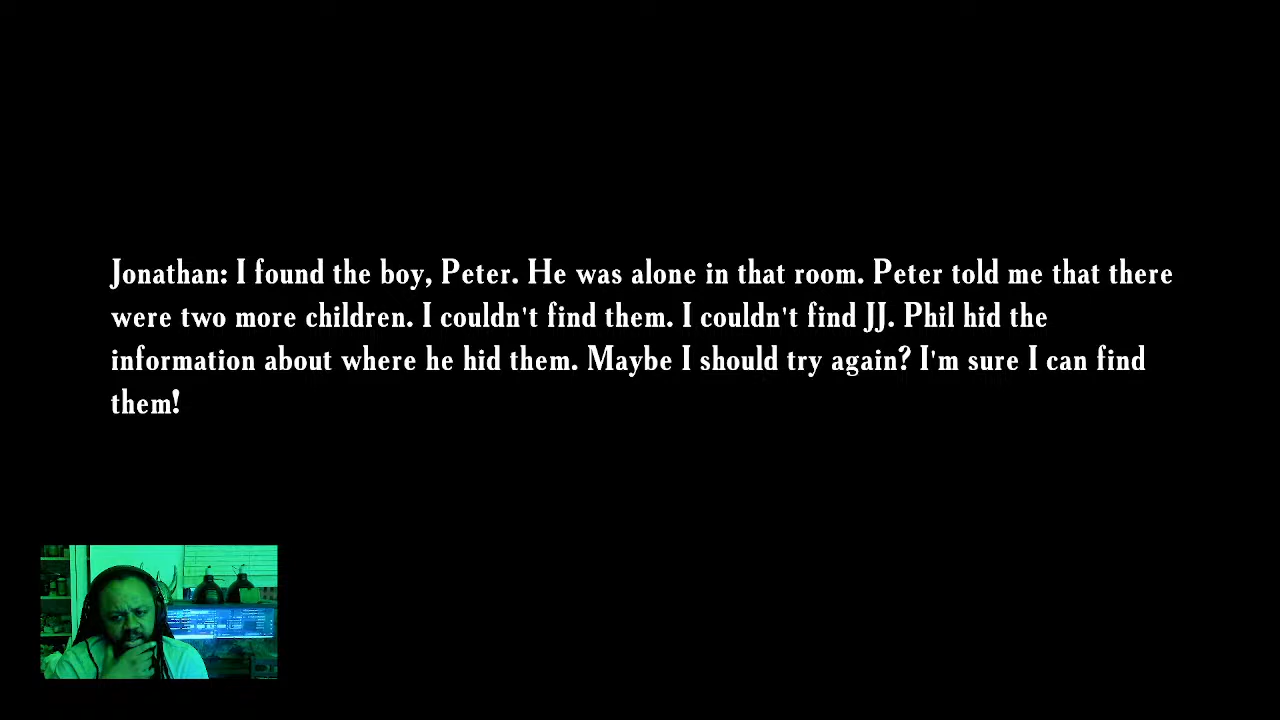 Jonathan: I found the boy, Peter. He was alone in that room. Peter told me that there
were two more children. I couldn't find them. I couldn't find JJ. Phil hid the
information about where he hid them. Maybe I should try again? I'm sure I can find
them!